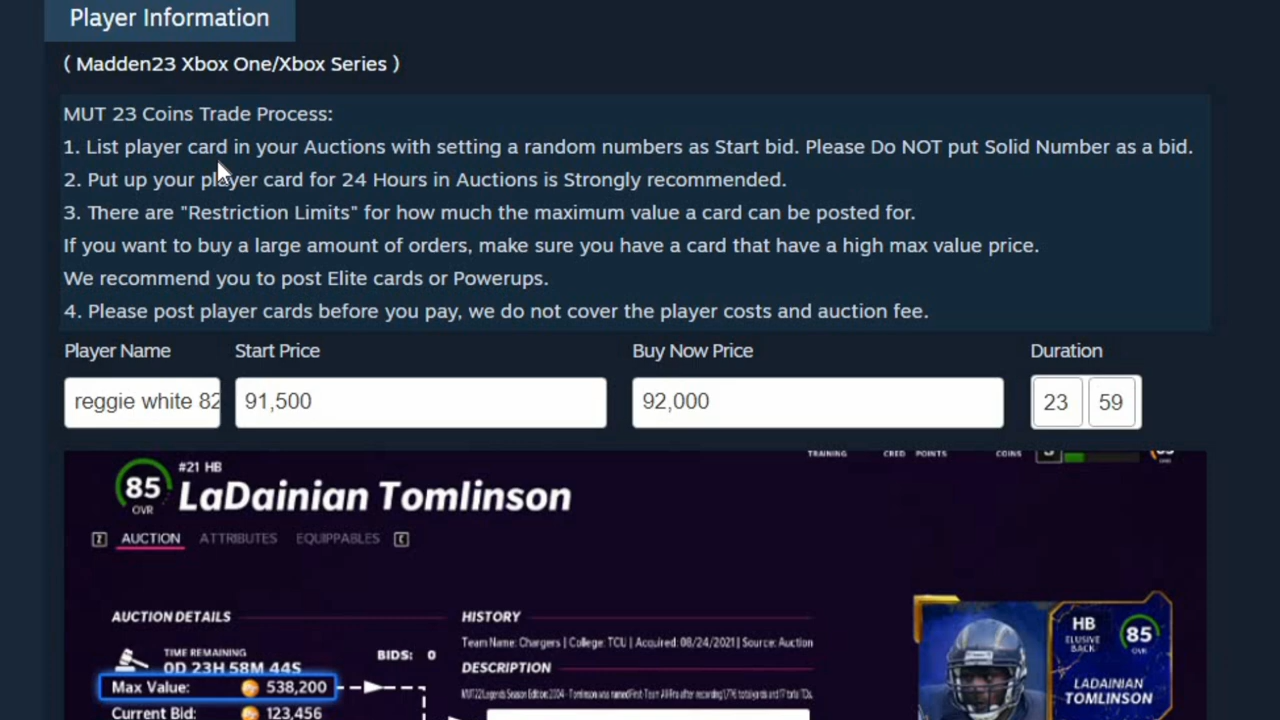 Player Information
( Madden23 Xbox One/Xbox Series )
MUT 23 Coins Trade Process:
1. List player card in your Auctions with setting a random numbers as Start bid. Please Do NOT put Solid Number as a bid.
2. Put up your player card for 24 Hours in Auctions is Strongly recommended.
3. There are "Restriction Limits" for how much the maximum value a card can be posted for.
If you want to buy a large amount of orders, make sure you have a card that have a high max value price.
We recommend you to post Elite cards or Powerups.
4. Please post player cards before you pay, we do not cover the player costs and auction fee.
Player Name Start Price Buy Now Price Duration
reggie white 82 91,500 92,000 23 59
TRAINING CRED POINTS COINS
#21 HB
85 OVR LaDainian Tomlinson
Z AUCTION ATTRIBUTES EQUIPPABLES C
AUCTION DETAILS
TIME REMAINING
0D 23H 58M 44S
BIDS: 0
Max Value: 538,200
Current Bid: 123,456
HISTORY
Team Name: Chargers | College: TCU | Acquired: 08/24/2021 | Source: Auction
DESCRIPTION
HB 85
ELUSIVE
BACK
LADAINIAN
TOMLINSON